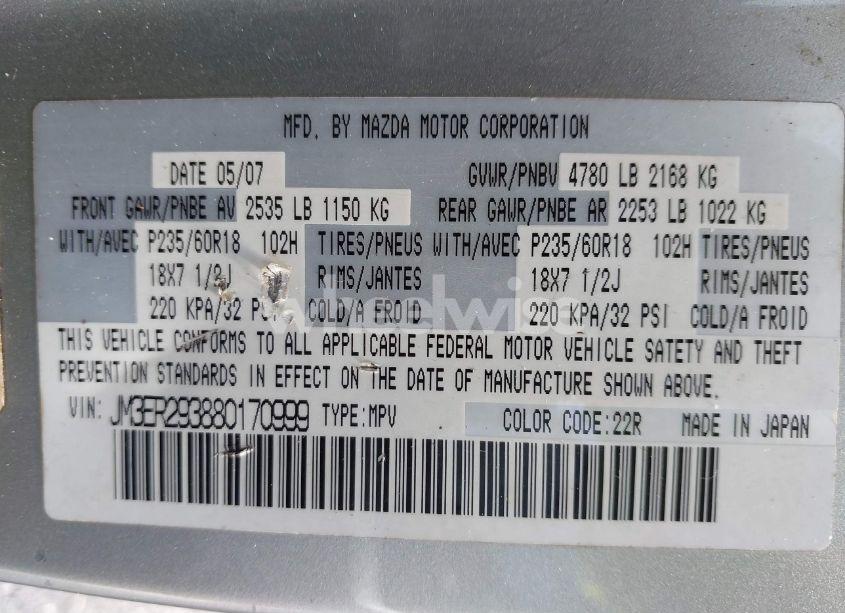 MFD. BY MAZDA MOTOR CORPORATION
DATE 05/07 GVWR/PNBV 4780 LB 2168 KG
FRONT GAWR/PNBE AV 2535 LB 1150 KG REAR GAWR/PNBE AR 2253 LB 1022 KG
WITH/AVEC P235/60R18 102H TIRES/PNEUS WITH/AVEC P235/60R18 102H TIRES/PNEUS
18X7 1/2J RIMS/JANTES 18X7 1/2J RIMS/JANTES
220 KPA/32 PSI COLD/A FROID 220 KPA/32 PSI COLD/A FROID
wheelwise
THIS VEHICLE CONFORMS TO ALL APPLICABLE FEDERAL MOTOR VEHICLE SAFETY AND THEFT
PREVENTION STANDARDS IN EFFECT ON THE DATE OF MANUFACTURE SHOWN ABOVE.
VIN: JM3ER293880170999 TYPE:MPV COLOR CODE:22R MADE IN JAPAN